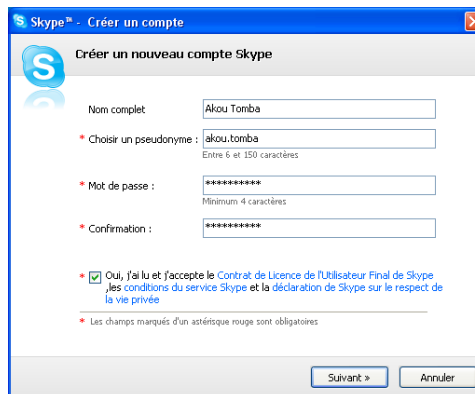 Skype™ - Créer un compte
Créer un nouveau compte Skype
Nom complet
Akou Tomba
* Choisir un pseudonyme :
akou.tomba
Entre 6 et 150 caractères
* Mot de passe :
**********
Minimum 4 caractères
* Confirmation :
**********
* Oui, j'ai lu et j'accepte le Contrat de Licence de l'Utilisateur Final de Skype
,les conditions du service Skype et la déclaration de Skype sur le respect de
la vie privée
* Les champs marqués d'un astérisque rouge sont obligatoires
Suivant »
Annuler